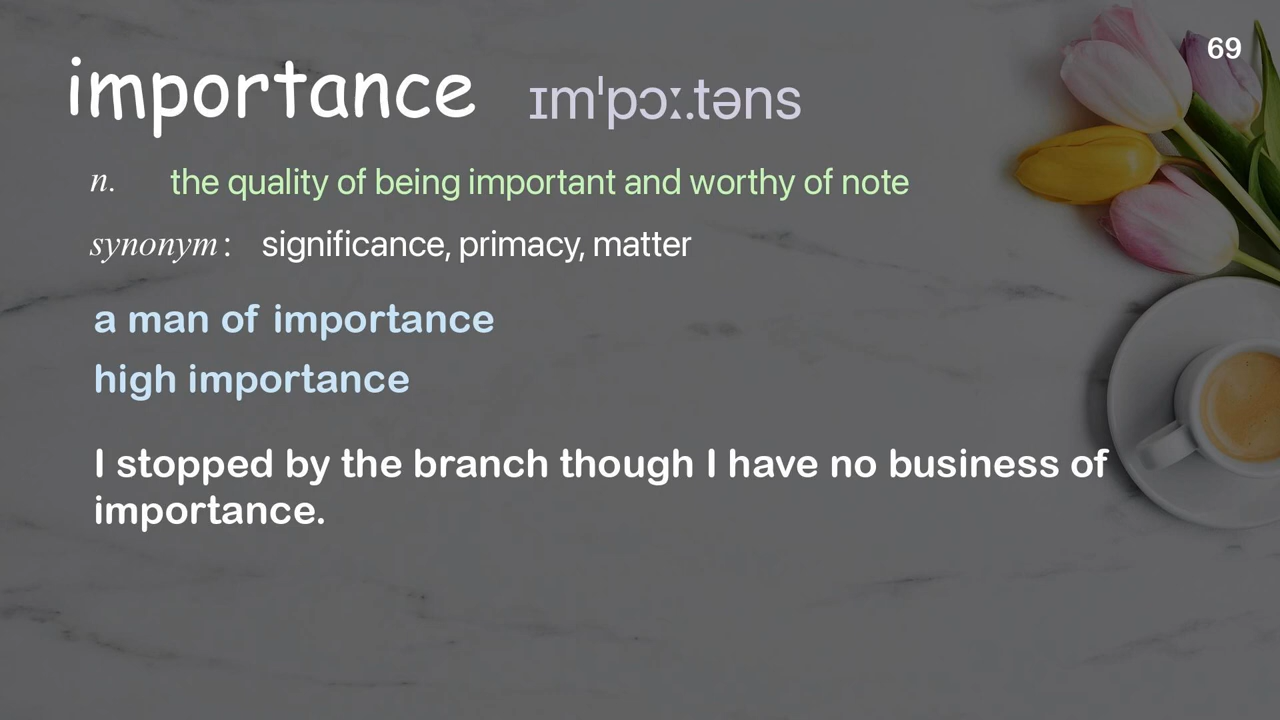 69
importance ɪmˈpɔː.təns
n. the quality of being important and worthy of note
synonym: significance, primacy, matter
a man of importance
high importance
I stopped by the branch though I have no business of
importance.